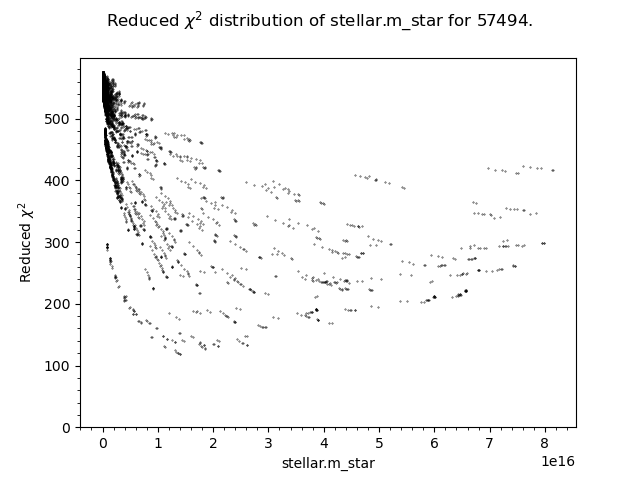 Reduced χ² distribution of stellar.m_star for 57494.
500
400
300
200
100
0
Reduced χ²
0 1 2 3 4 5 6 7 8
1e16
stellar.m_star